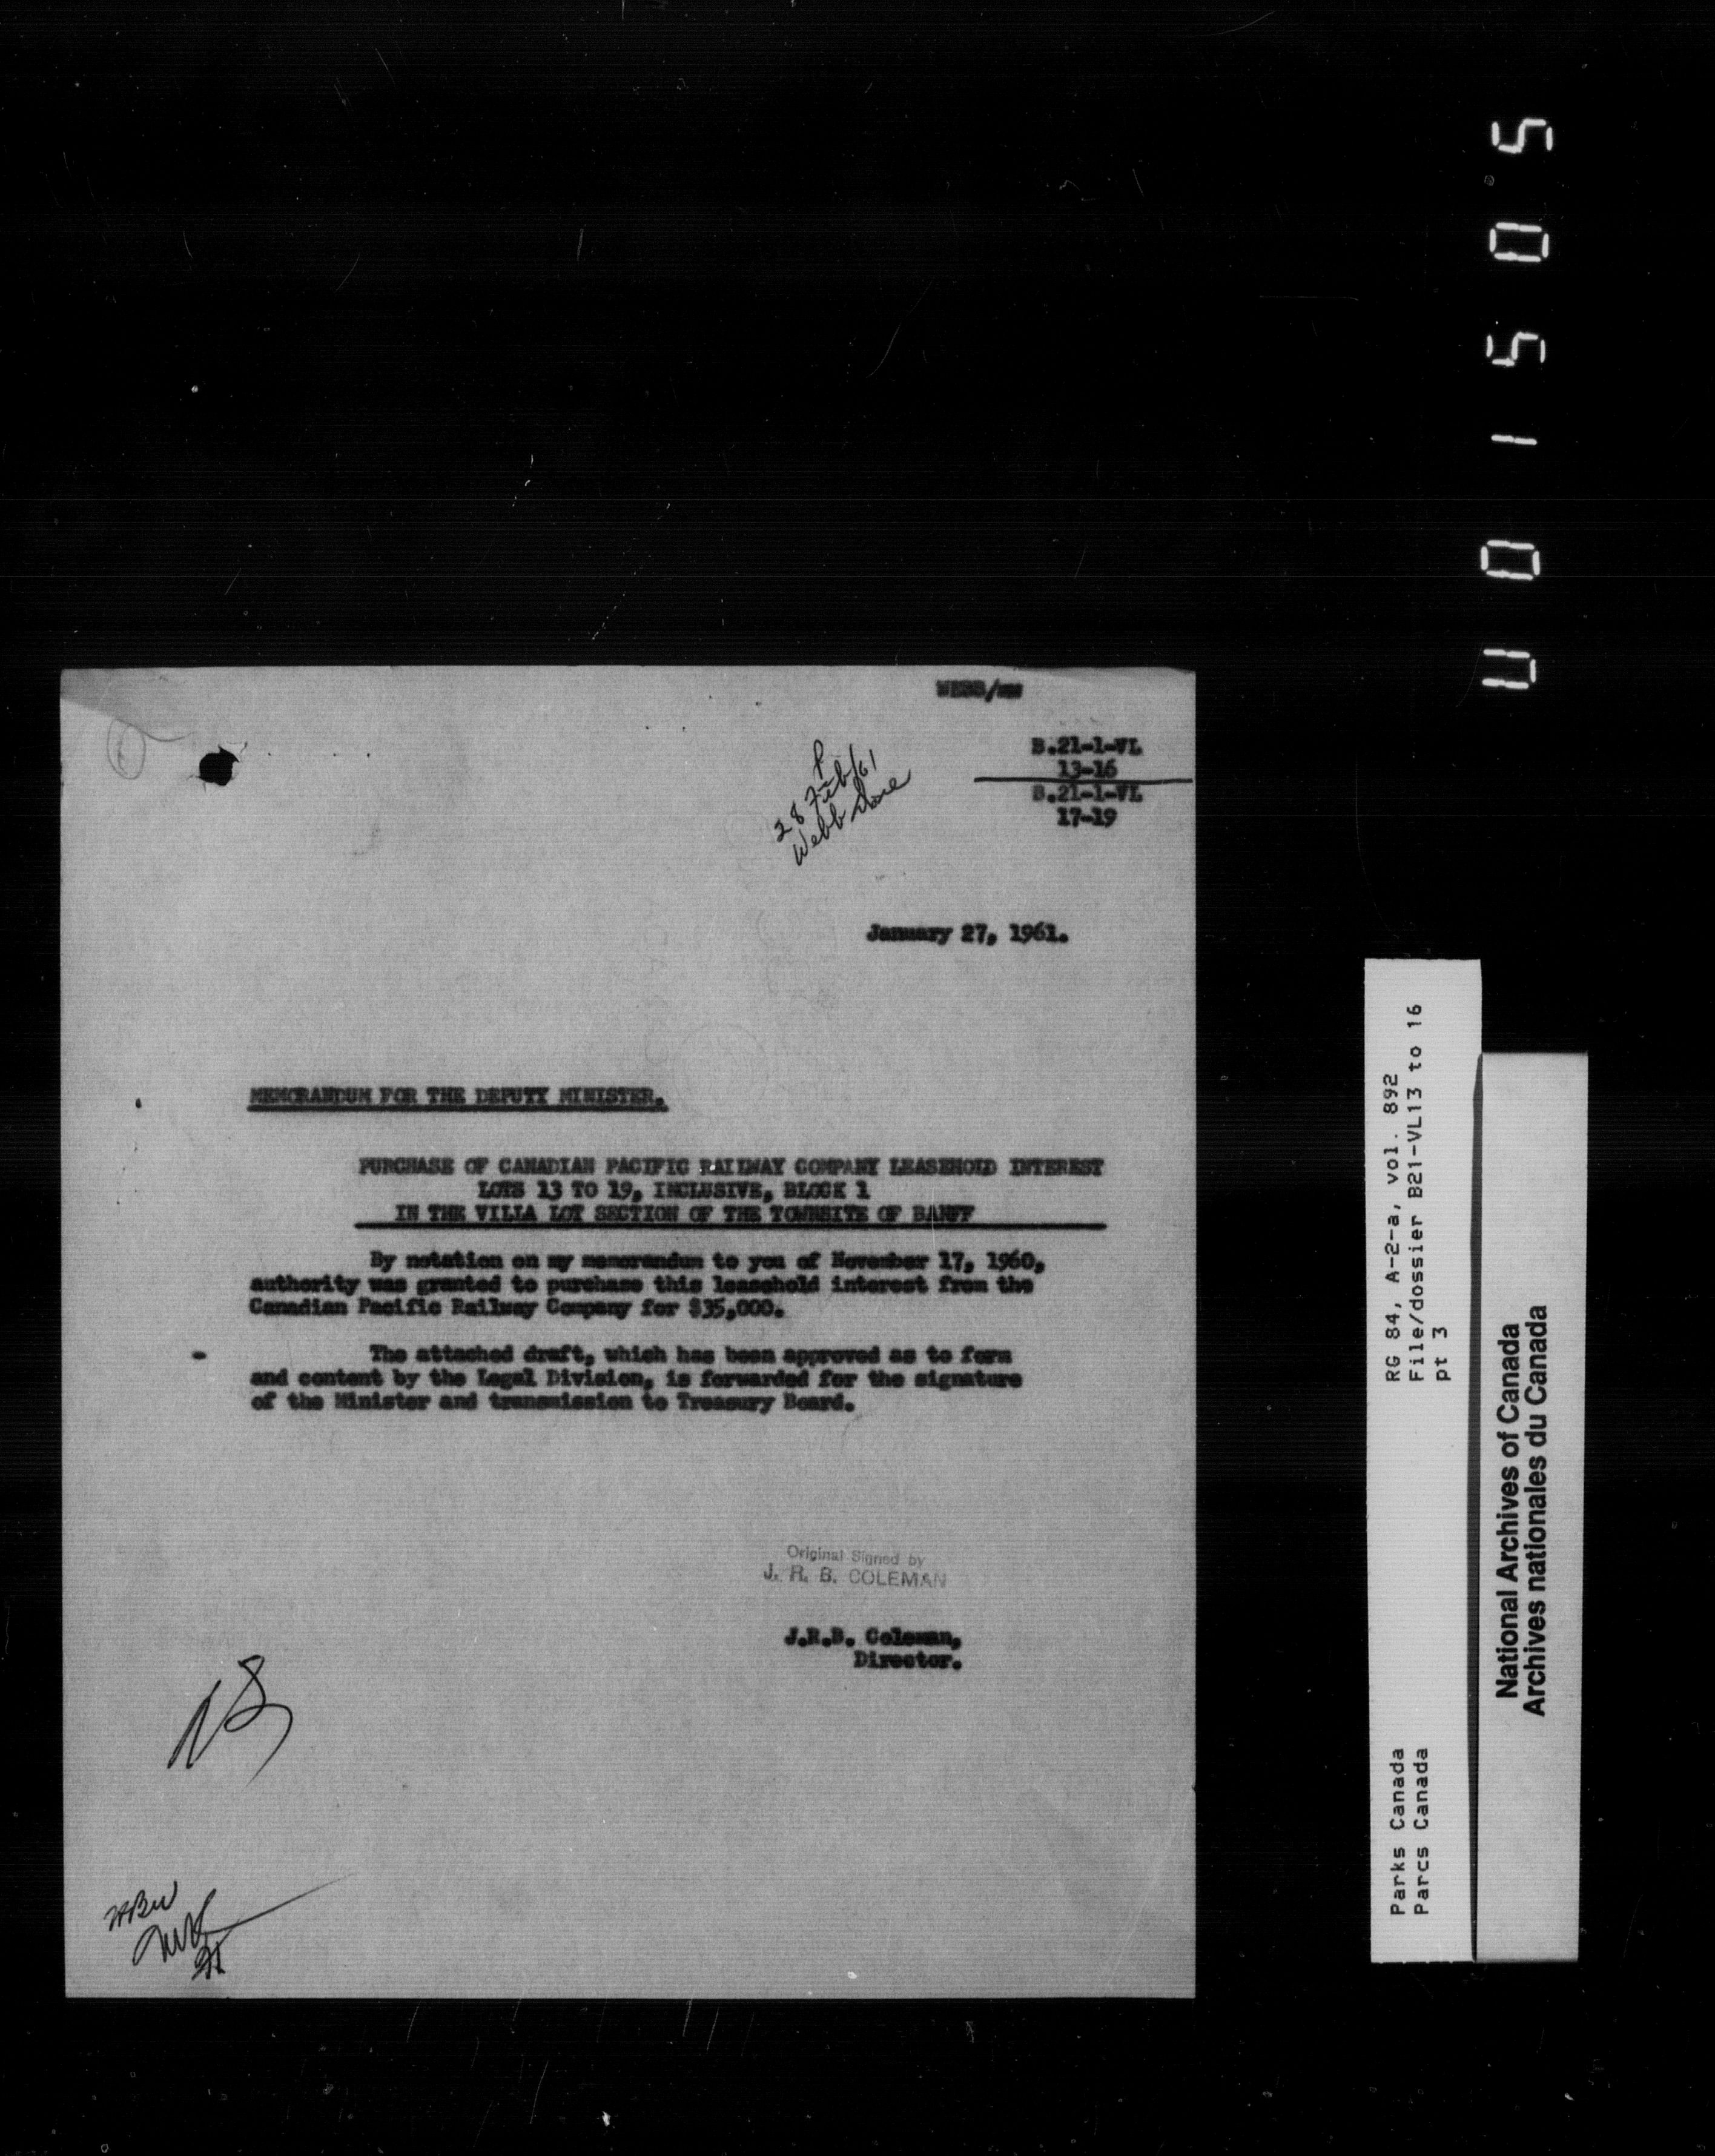 WEBB/
B.21-1-VL
13-16
B.21-1-VL
17-19
P
28 Feb/61
Webb
January 27, 1961.
MEMORANDUM FOR THE DEPUTY MINISTER.
PURCHASE OF CANADIAN PACIFIC RAILWAY COMPANY LEASEHOLD INTEREST
LOTS 13 TO 19, INCLUSIVE, BLOCK 1
IN THE VILLA LOT SECTION OF THE TOWNSITE OF BANFF
By notation on my memorandum to you of November 17, 1960,
authority was granted to purchase this leasehold interest from the
Canadian Pacific Railway Company for $35,000.
The attached draft, which has been approved as to form
and content by the Legal Division, is forwarded for the signature
of the Minister and transmission to Treasury Board.
Original Signed by
J. R. B. COLEMAN
J.R.B. Coleman,
Director.
RG 84, A-2-a, vol. 892
File/dossier B21-VL13 to 16
pt 3
Parks Canada
Parcs Canada
National Archives of Canada
Archives nationales du Canada